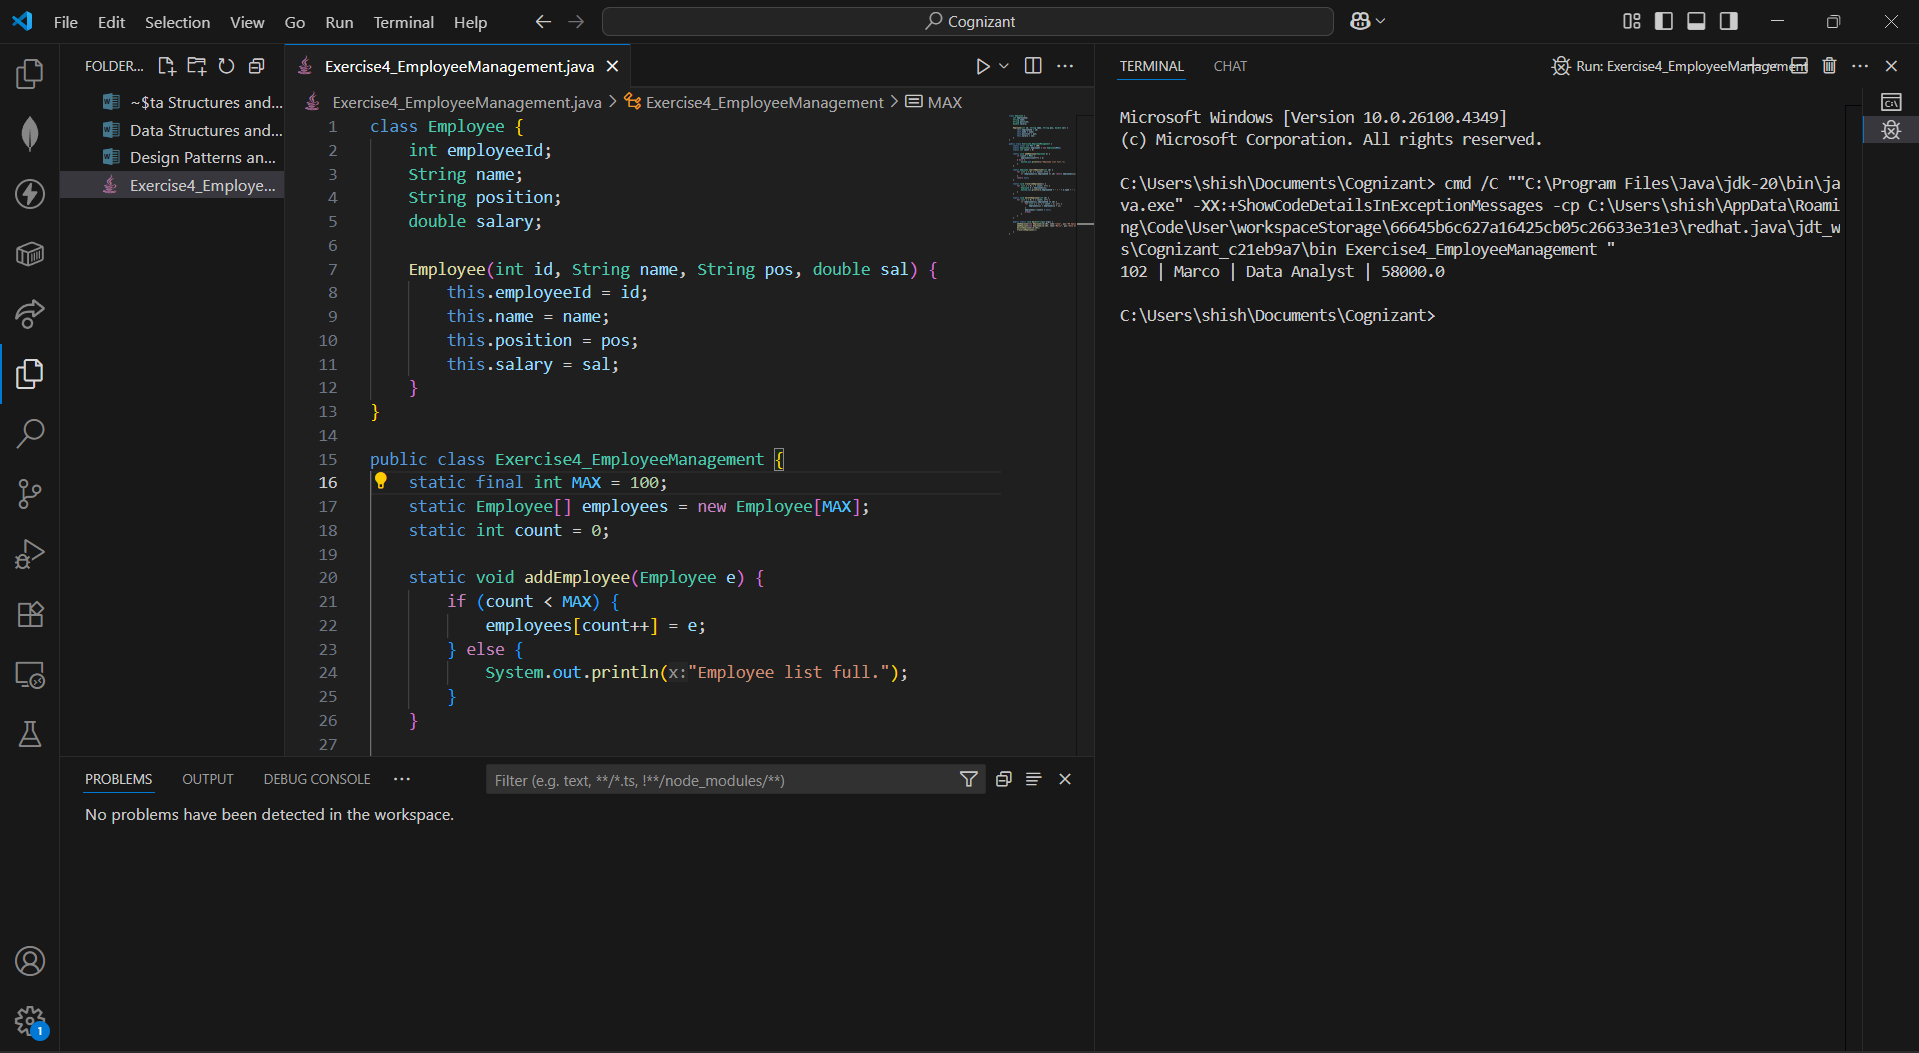 File Edit Selection View Go Run Terminal Help
Cognizant
FOLDER...
~$ta Structures and...
Data Structures and...
Design Patterns an...
Exercise4_Employe...
1
Exercise4_EmployeeManagement.java
Exercise4_EmployeeManagement.java > Exercise4_EmployeeManagement > MAX
1 class Employee {
2 int employeeId;
3 String name;
4 String position;
5 double salary;
6
7 Employee(int id, String name, String pos, double sal) {
8 this.employeeId = id;
9 this.name = name;
10 this.position = pos;
11 this.salary = sal;
12 }
13 }
14
15 public class Exercise4_EmployeeManagement {
16 static final int MAX = 100;
17 static Employee[] employees = new Employee[MAX];
18 static int count = 0;
19
20 static void addEmployee(Employee e) {
21 if (count < MAX) {
22 employees[count++] = e;
23 } else {
24 System.out.println(x:"Employee list full.");
25 }
26 }
27
PROBLEMS OUTPUT DEBUG CONSOLE ...
Filter (e.g. text, **/*.ts, !**/node_modules/**)
No problems have been detected in the workspace.
TERMINAL CHAT
Run: Exercise4_EmployeeManagement
Microsoft Windows [Version 10.0.26100.4349]
(c) Microsoft Corporation. All rights reserved.
C:\Users\shish\Documents\Cognizant> cmd /C ""C:\Program Files\Java\jdk-20\bin\ja
va.exe" -XX:+ShowCodeDetailsInExceptionMessages -cp C:\Users\shish\AppData\Roami
ng\Code\User\workspaceStorage\66645b6c627a16425cb05c26633e31e3\redhat.java\jdt_w
s\Cognizant_c21eb9a7\bin Exercise4_EmployeeManagement "
102 | Marco | Data Analyst | 58000.0
C:\Users\shish\Documents\Cognizant>